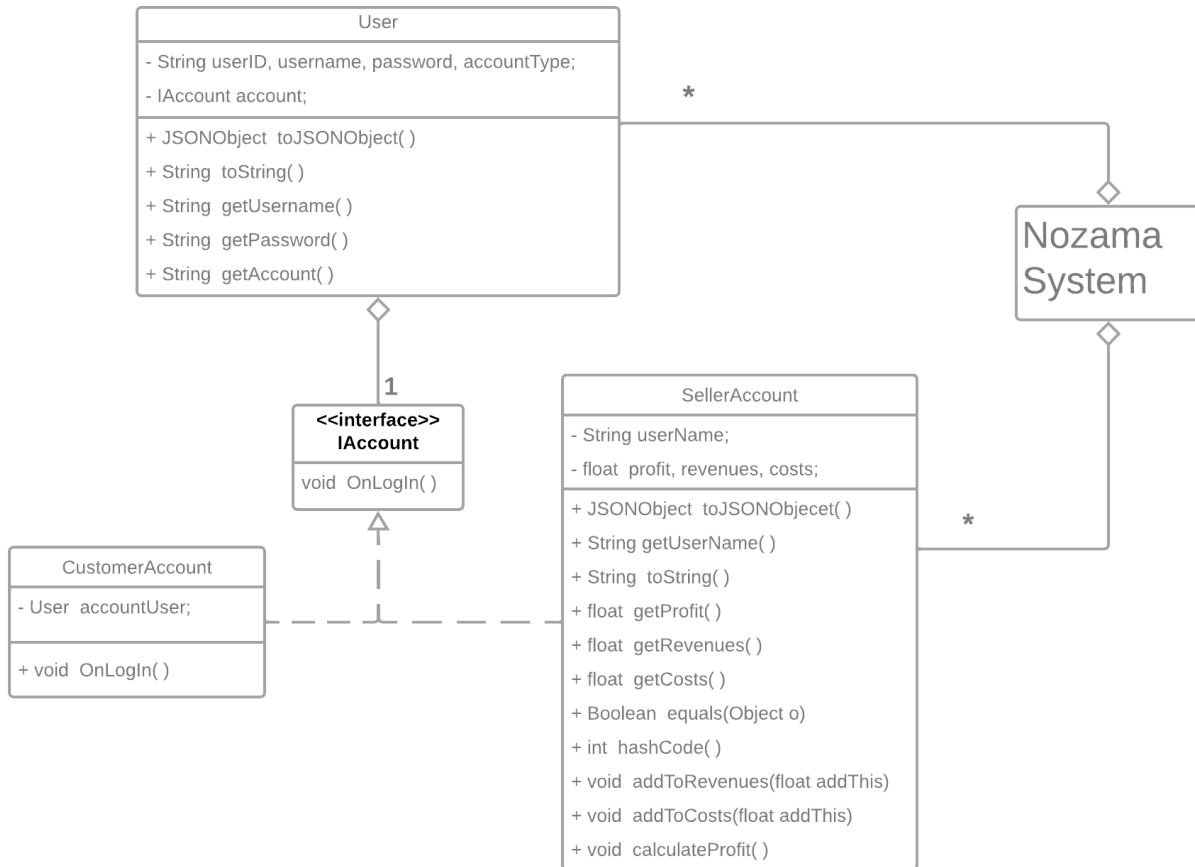 User
- String userID, username, password, accountType;
- IAccount account;
+ JSONObject toJSONObject( )
+ String toString( )
+ String getUsername( )
+ String getPassword( )
+ String getAccount( )
*
Nozama
System
1
<<interface>>
IAccount
void OnLogIn( )
CustomerAccount
- User accountUser;
+ void OnLogIn( )
SellerAccount
- String userName;
- float profit, revenues, costs;
+ JSONObject toJSONObjecet( )
+ String getUserName( )
+ String toString( )
+ float getProfit( )
+ float getRevenues( )
+ float getCosts( )
+ Boolean equals(Object o)
+ int hashCode( )
+ void addToRevenues(float addThis)
+ void addToCosts(float addThis)
+ void calculateProfit( )
*